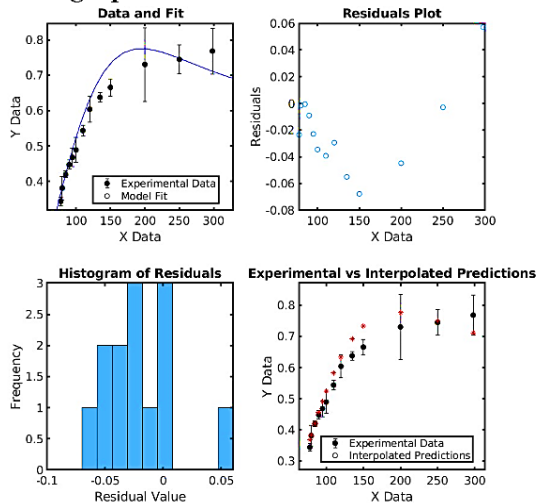 Data and Fit
0.8
0.7
0.6
0.5
0.4
Y Data
100 150 200 250 300
X Data
Experimental Data
Model Fit
Residuals Plot
0.06
0.04
0.02
0
-0.02
-0.04
-0.06
-0.08
Residuals
100 150 200 250 300
X Data
Histogram of Residuals
3
2.5
2
1.5
1
0.5
0
Frequency
-0.1 -0.05 0 0.05
Residual Value
Experimental vs Interpolated Predictions
0.8
0.7
0.6
0.5
0.4
0.3
Y Data
100 150 200 250 300
X Data
Experimental Data
Interpolated Predictions